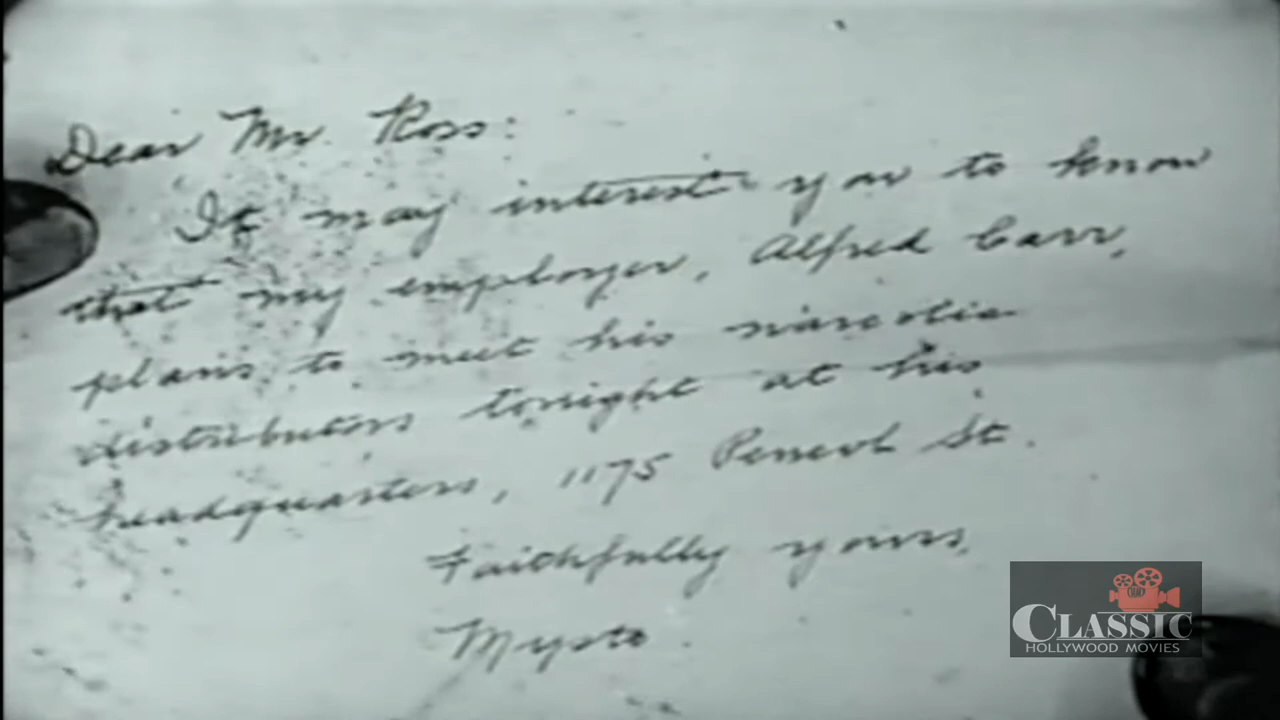 Dear Mr. Ross:
It may interest you to know
that my employer, Alfred Carr,
plans to meet his narcotic
distributors tonight at his
headquarters, 1175 St.
Faithfully yours,
Mysto.
CLASSIC
HOLLYWOOD MOVIES